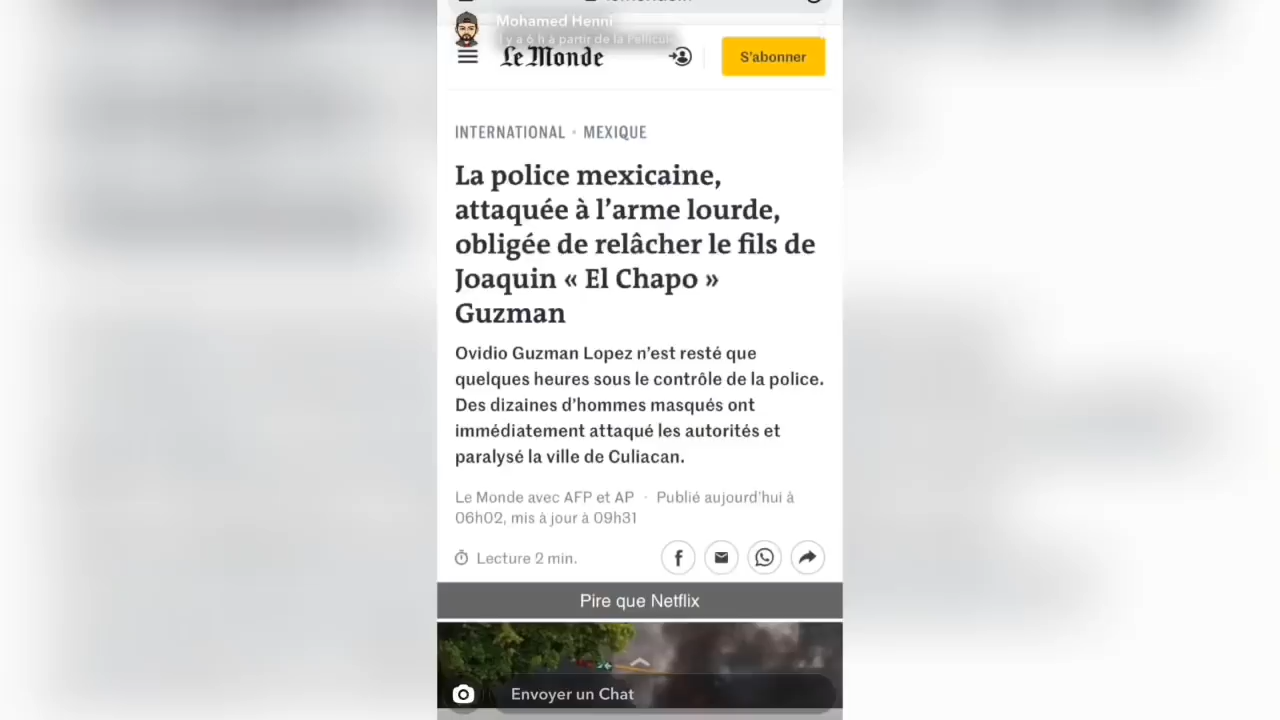 Mohamed Henni
Il y a 6 h à partir de la Pellicule
Le Monde
S'abonner
INTERNATIONAL • MEXIQUE
La police mexicaine,
attaquée à l’arme lourde,
obligée de relâcher le fils de
Joaquin « El Chapo »
Guzman
Ovidio Guzman Lopez n’est resté que
quelques heures sous le contrôle de la police.
Des dizaines d’hommes masqués ont
immédiatement attaqué les autorités et
paralysé la ville de Culiacan.
Le Monde avec AFP et AP · Publié aujourd’hui à
06h02, mis à jour à 09h31
Lecture 2 min.
Pire que Netflix
Envoyer un Chat